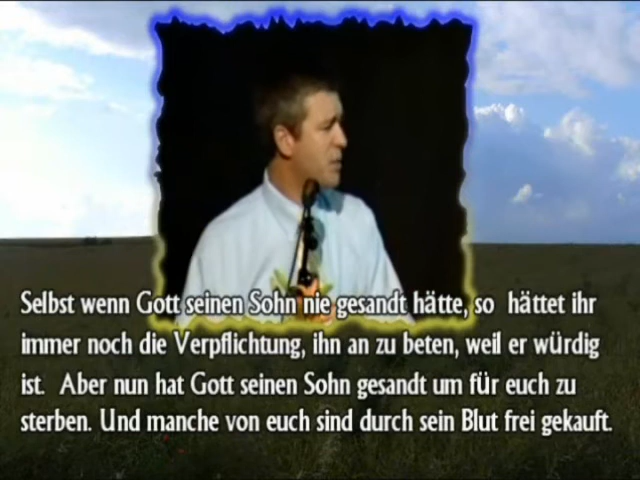 Selbst wenn Gott seinen Sohn nie gesandt hätte, so hättet ihr
immer noch die Verpflichtung, ihn an zu beten, weil er würdig
ist. Aber nun hat Gott seinen Sohn gesandt um für euch zu
sterben. Und manche von euch sind durch sein Blut frei gekauft.